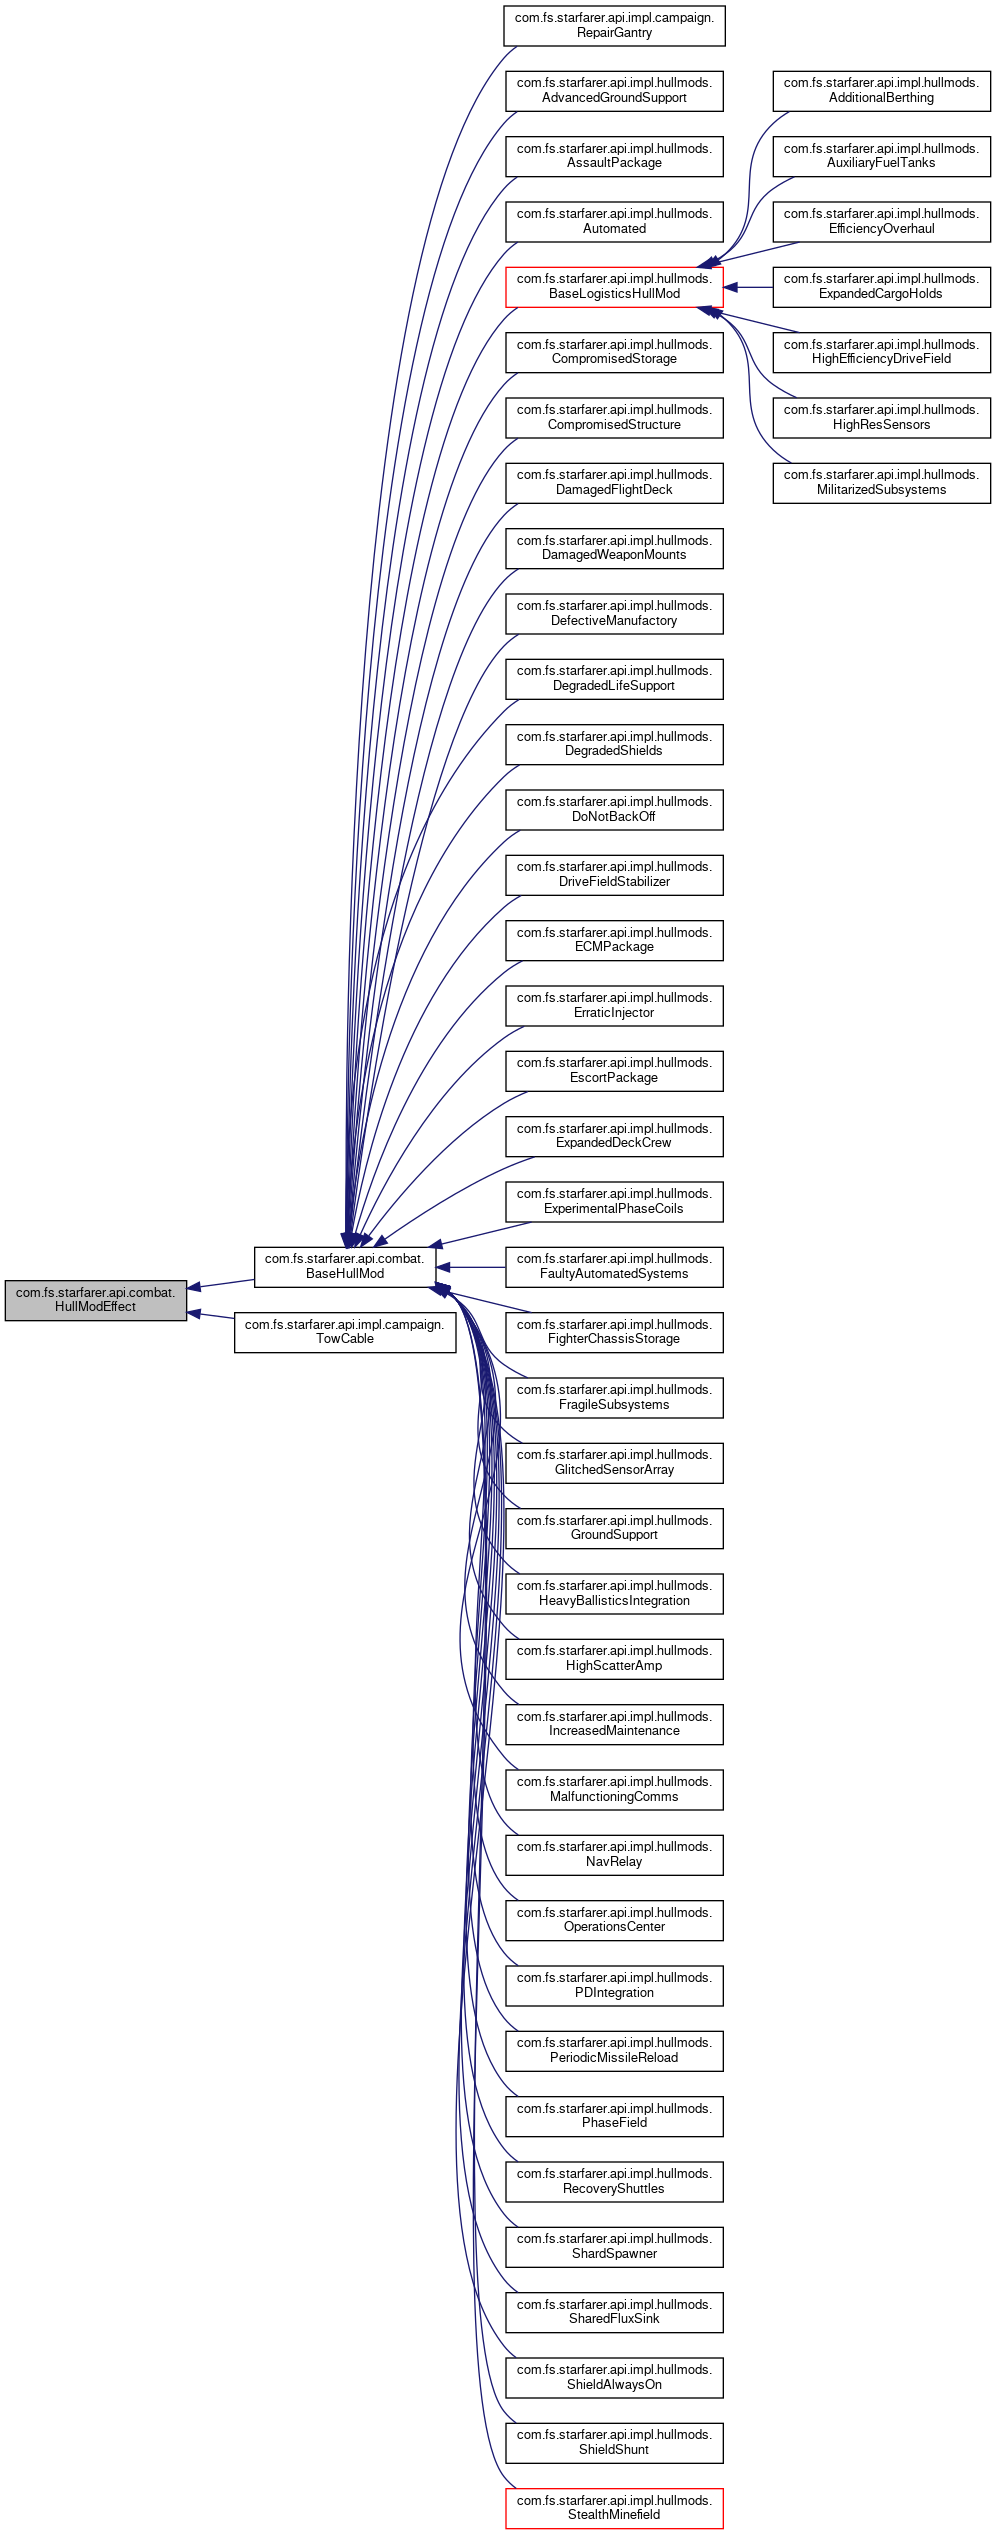 com.fs.starfarer.api.combat.
HullModEffect
com.fs.starfarer.api.combat.
BaseHullMod
com.fs.starfarer.api.impl.campaign.
TowCable
com.fs.starfarer.api.impl.campaign.
RepairGantry
com.fs.starfarer.api.impl.hullmods.
AdvancedGroundSupport
com.fs.starfarer.api.impl.hullmods.
AssaultPackage
com.fs.starfarer.api.impl.hullmods.
Automated
com.fs.starfarer.api.impl.hullmods.
BaseLogisticsHullMod
com.fs.starfarer.api.impl.hullmods.
CompromisedStorage
com.fs.starfarer.api.impl.hullmods.
CompromisedStructure
com.fs.starfarer.api.impl.hullmods.
DamagedFlightDeck
com.fs.starfarer.api.impl.hullmods.
DamagedWeaponMounts
com.fs.starfarer.api.impl.hullmods.
DefectiveManufactory
com.fs.starfarer.api.impl.hullmods.
DegradedLifeSupport
com.fs.starfarer.api.impl.hullmods.
DegradedShields
com.fs.starfarer.api.impl.hullmods.
DoNotBackOff
com.fs.starfarer.api.impl.hullmods.
DriveFieldStabilizer
com.fs.starfarer.api.impl.hullmods.
ECMPackage
com.fs.starfarer.api.impl.hullmods.
ErraticInjector
com.fs.starfarer.api.impl.hullmods.
EscortPackage
com.fs.starfarer.api.impl.hullmods.
ExpandedDeckCrew
com.fs.starfarer.api.impl.hullmods.
ExperimentalPhaseCoils
com.fs.starfarer.api.impl.hullmods.
FaultyAutomatedSystems
com.fs.starfarer.api.impl.hullmods.
FighterChassisStorage
com.fs.starfarer.api.impl.hullmods.
FragileSubsystems
com.fs.starfarer.api.impl.hullmods.
GlitchedSensorArray
com.fs.starfarer.api.impl.hullmods.
GroundSupport
com.fs.starfarer.api.impl.hullmods.
HeavyBallisticsIntegration
com.fs.starfarer.api.impl.hullmods.
HighScatterAmp
com.fs.starfarer.api.impl.hullmods.
IncreasedMaintenance
com.fs.starfarer.api.impl.hullmods.
MalfunctioningComms
com.fs.starfarer.api.impl.hullmods.
NavRelay
com.fs.starfarer.api.impl.hullmods.
OperationsCenter
com.fs.starfarer.api.impl.hullmods.
PDIntegration
com.fs.starfarer.api.impl.hullmods.
PeriodicMissileReload
com.fs.starfarer.api.impl.hullmods.
PhaseField
com.fs.starfarer.api.impl.hullmods.
RecoveryShuttles
com.fs.starfarer.api.impl.hullmods.
ShardSpawner
com.fs.starfarer.api.impl.hullmods.
SharedFluxSink
com.fs.starfarer.api.impl.hullmods.
ShieldAlwaysOn
com.fs.starfarer.api.impl.hullmods.
ShieldShunt
com.fs.starfarer.api.impl.hullmods.
StealthMinefield
com.fs.starfarer.api.impl.hullmods.
AdditionalBerthing
com.fs.starfarer.api.impl.hullmods.
AuxiliaryFuelTanks
com.fs.starfarer.api.impl.hullmods.
EfficiencyOverhaul
com.fs.starfarer.api.impl.hullmods.
ExpandedCargoHolds
com.fs.starfarer.api.impl.hullmods.
HighEfficiencyDriveField
com.fs.starfarer.api.impl.hullmods.
HighResSensors
com.fs.starfarer.api.impl.hullmods.
MilitarizedSubsystems